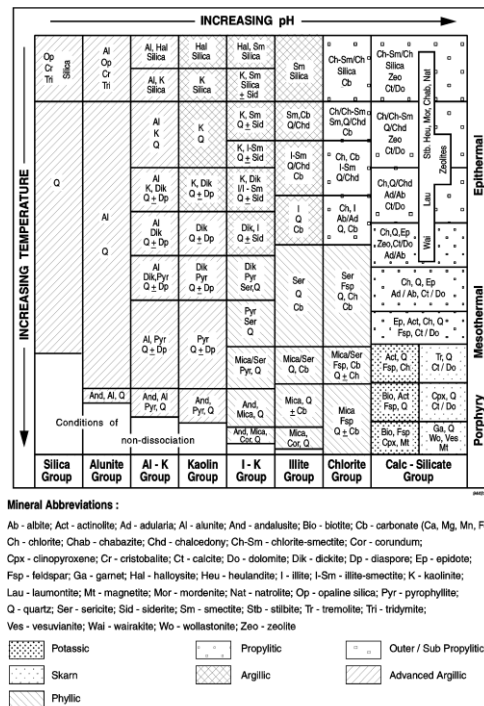 INCREASING pH
INCREASING TEMPERATURE
Op Cr Tri
Silica
Q
Al Op Cr Tri
Al Q
And, Al, Q
Conditions of non-dissociation
Al, Hal Silica
Al, K Silica
Al K Q
Al K, Dik Q ± Dp
Al Dik Q ± Dp
Al Dik,Pyr Q ± Dp
Al, Pyr Q ± Dp
And, Al Pyr, Q
Hal Silica
K Silica
K Q
K, Dik Q ± Dp
Dik Q ± Dp
Dik Pyr Q ± Dp
Pyr Q ± Dp
And, Pyr, Q
Hal, Sm Silica
K, Sm Silica ± Sid
K, Sm Q ± Sid
K, I-Sm Q ± Sid
K, Dik I/I - Sm Q ± Sid
Dik, I Q ± Sid
Dik Pyr Ser,Q
Pyr Ser Q
Mica/Ser Pyr, Q
And, Mica, Q
And, Mica, Cor, Q
Sm Silica
Sm,Cb Q/Chd
I-Sm Q/Chd Cb
I Q Cb
Ser Q Cb
Mica/Ser Q, Cb
Mica, Q ± Cb
Mica, Cor, Q
Ch-Sm/Ch Silica Cb
Ch/Ch-Sm Sm,Q/Chd Cb
Ch, Cb I-Sm Q/Chd
Ch, I Ab/Ad Q, Cb
Ser Fsp Q, Ch Cb
Mica/Ser Fsp, Cb Q ± Ch
Mica Fsp Q ± Cb
Ch-Sm/Ch Silica Zeo Ct/Do
Ch/Ch-Sm Q/Chd Zeo Ct/Do
Ch,Q/Chd Ad/Ab Ct/Do
Ch,Q,Ep Zeo,Ct/Do Ad/Ab
Stb, Heu, Mor, Chab, Nat
Lau
Wai
Zeolites
Ch, Q, Ep Ad / Ab, Ct / Do
Ep, Act, Ch, Q Fsp, Ct / Do
Act, Q Fsp, Ch
Tr, Q Ct / Do
Bio, Act Fsp, Q
Cpx, Q Ct / Do
Bio, Fsp Cpx, Mt
Ga, Q Wo, Ves Mt
Epithermal
Mesothermal
Porphyry
Silica Group
Alunite Group
Al - K Group
Kaolin Group
I - K Group
Illite Group
Chlorite Group
Calc - Silicate Group
Mineral Abbreviations :
Ab - albite; Act - actinolite; Ad - adularia; Al - alunite; And - andalusite; Bio - biotite; Cb - carbonate (Ca, Mg, Mn, F
Ch - chlorite; Chab - chabazite; Chd - chalcedony; Ch-Sm - chlorite-smectite; Cor - corundum;
Cpx - clinopyroxene; Cr - cristobalite; Ct - calcite; Do - dolomite; Dik - dickite; Dp - diaspore; Ep - epidote;
Fsp - feldspar; Ga - garnet; Hal - halloysite; Heu - heulandite; I - illite; I-Sm - illite-smectite; K - kaolinite;
Lau - laumontite; Mt - magnetite; Mor - mordenite; Nat - natrolite; Op - opaline silica; Pyr - pyrophyllite;
Q - quartz; Ser - sericite; Sid - siderite; Sm - smectite; Stb - stilbite; Tr - tremolite; Tri - tridymite;
Ves - vesuvianite; Wai - wairakite; Wo - wollastonite; Zeo - zeolite
Potassic
Propylitic
Outer / Sub Propylitic
Skarn
Argillic
Advanced Argillic
Phyllic